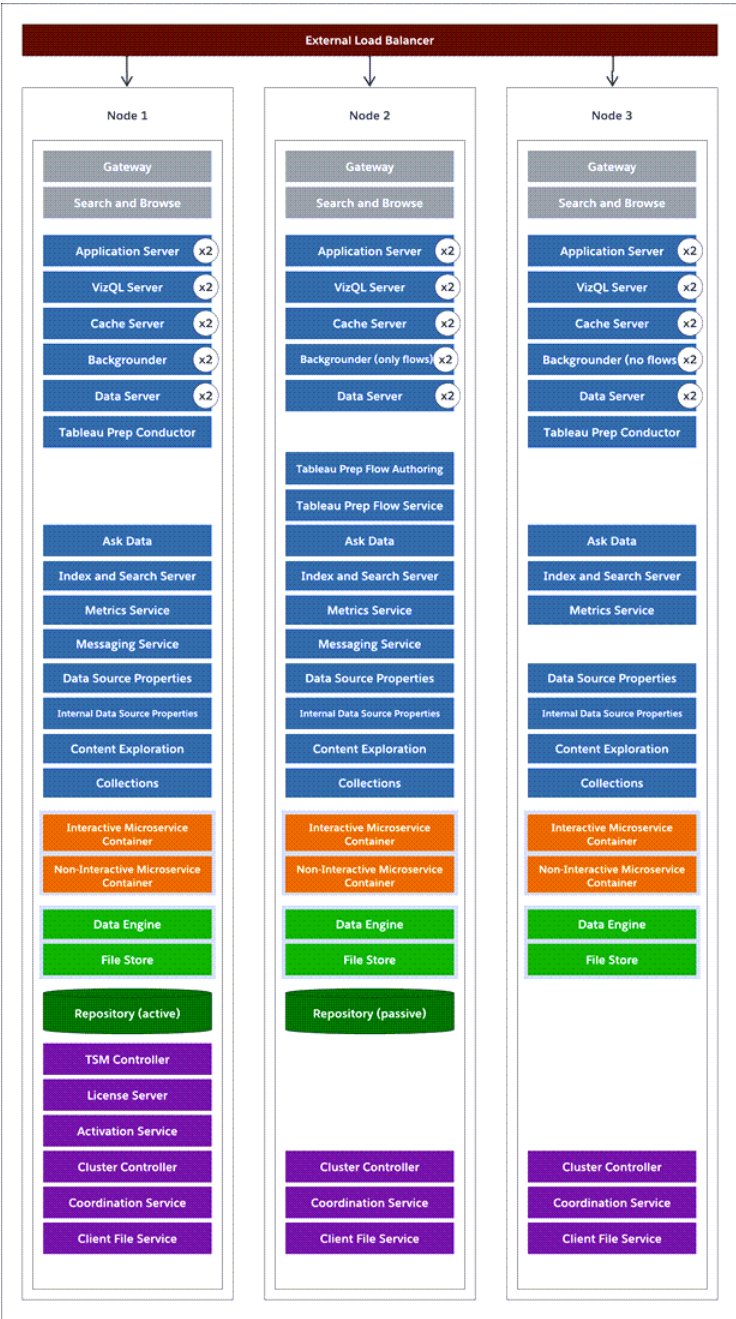 External Load Balancer
Node 1
Gateway
Search and Browse
Application Server x2
VizQL Server x2
Cache Server x2
Backgrounder x2
Data Server x2
Tableau Prep Conductor
Ask Data
Index and Search Server
Metrics Service
Messaging Service
Data Source Properties
Internal Data Source Properties
Content Exploration
Collections
Interactive Microservice
Container
Non-Interactive Microservice
Container
Data Engine
File Store
Repository (active)
TSM Controller
License Server
Activation Service
Cluster Controller
Coordination Service
Client File Service
Node 2
Gateway
Search and Browse
Application Server x2
VizQL Server x2
Cache Server x2
Backgrounder (only flows) x2
Data Server x2
Tableau Prep Flow Authoring
Tableau Prep Flow Service
Ask Data
Index and Search Server
Metrics Service
Messaging Service
Data Source Properties
Internal Data Source Properties
Content Exploration
Collections
Interactive Microservice
Container
Non-Interactive Microservice
Container
Data Engine
File Store
Repository (passive)
Cluster Controller
Coordination Service
Client File Service
Node 3
Gateway
Search and Browse
Application Server x2
VizQL Server x2
Cache Server x2
Backgrounder (no flows x2
Data Server x2
Tableau Prep Conductor
Ask Data
Index and Search Server
Metrics Service
Data Source Properties
Internal Data Source Properties
Content Exploration
Collections
Interactive Microservice
Container
Non-Interactive Microservice
Container
Data Engine
File Store
Cluster Controller
Coordination Service
Client File Service